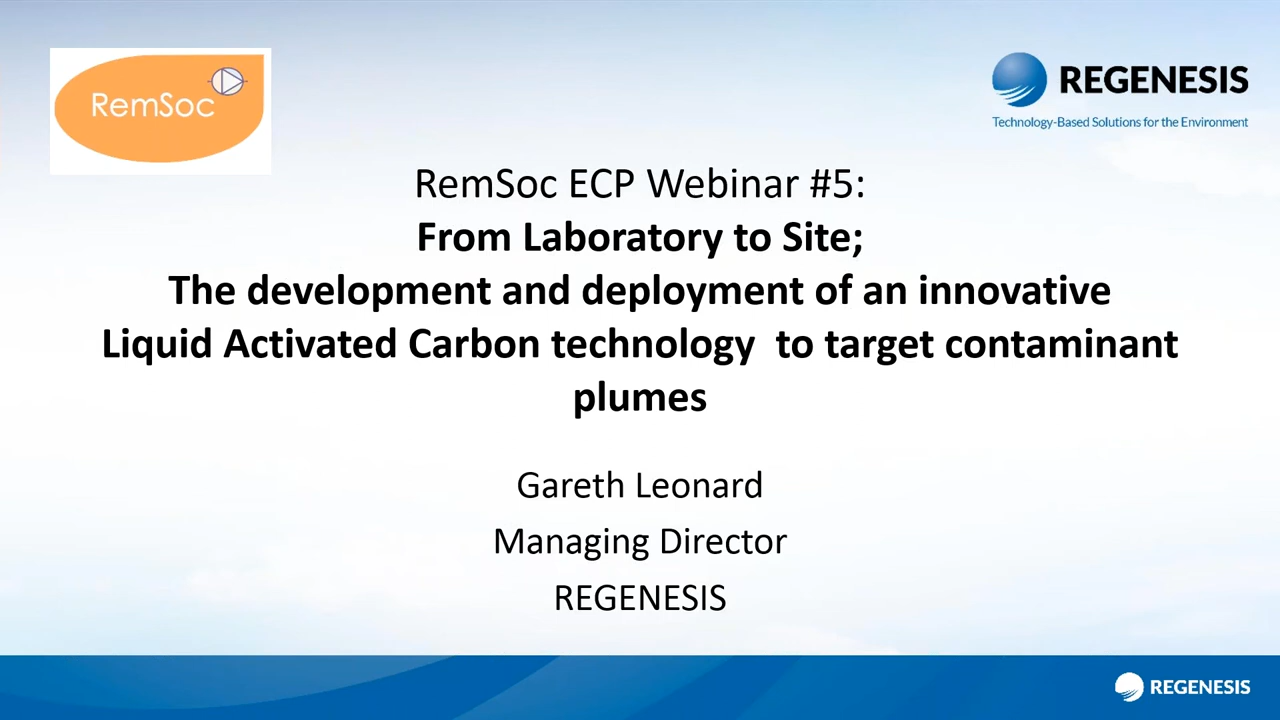 RemSoc
REGENESIS
Technology-Based Solutions for the Environment
RemSoc ECP Webinar #5:
From Laboratory to Site;
The development and deployment of an innovative
Liquid Activated Carbon technology  to target contaminant
plumes
Gareth Leonard
Managing Director
REGENESIS
REGENESIS